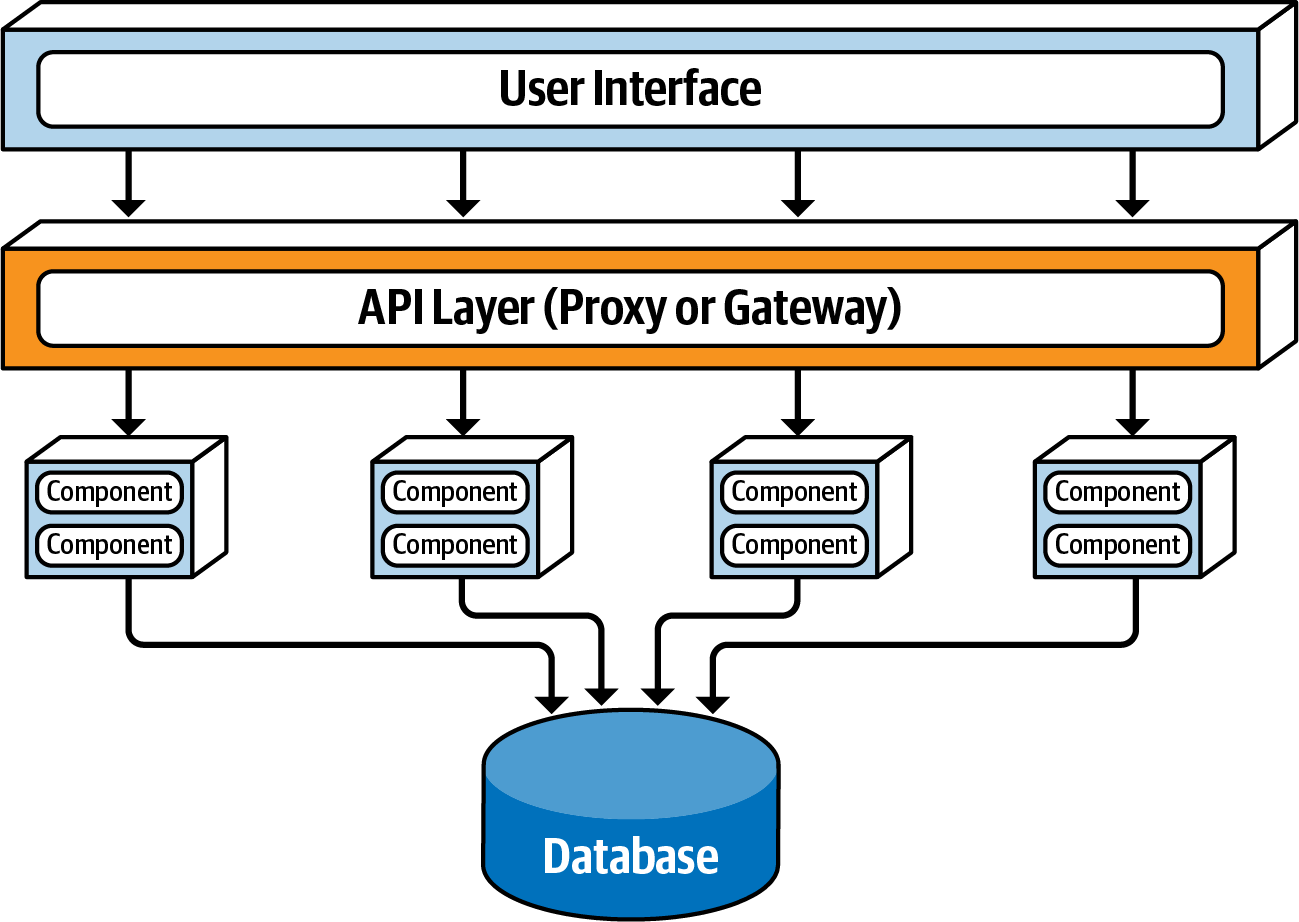 User Interface
API Layer (Proxy or Gateway)
Component
Component
Component
Component
Component
Component
Component
Component
Database